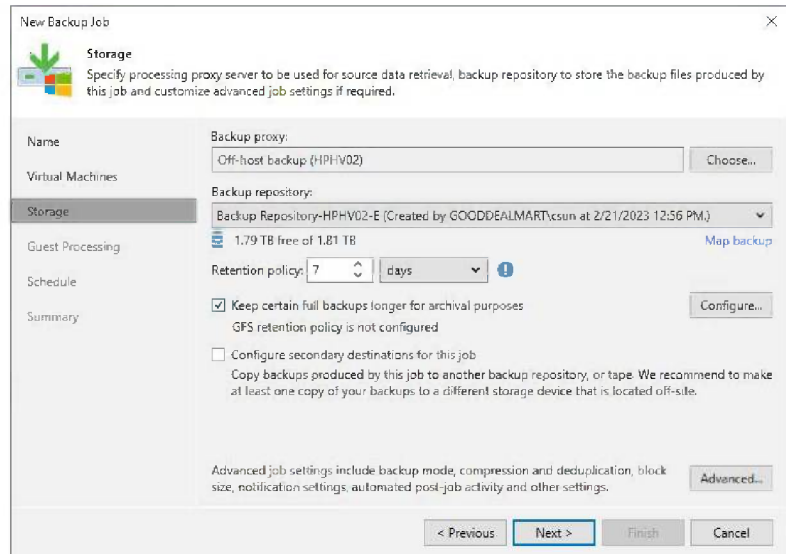 New Backup Job
Storage
Specify processing proxy server to be used for source data retrieval, backup repository to store the backup files produced by
this job and customize advanced job settings if required.
Name
Virtual Machines
Storage
Guest Processing
Schedule
Summary
Backup proxy:
Off-host backup (HPHV02)
Choose...
Backup repository:
Backup Repository-HPHV02-E (Created by GOODDEALMART\csun at 2/21/2023 12:56 PM.)
1.79 TB free of 1.81 TB
Map backup
Retention policy: 7 days
Keep certain full backups longer for archival purposes
Configure...
GFS retention policy is not configured
Configure secondary destinations for this job
Copy backups produced by this job to another backup repository, or tape. We recommend to make
at least one copy of your backups to a different storage device that is located off-site.
Advanced job settings include backup mode, compression and deduplication, block
size, notification settings, automated post-job activity and other settings.
Advanced...
< Previous
Next >
Finish
Cancel